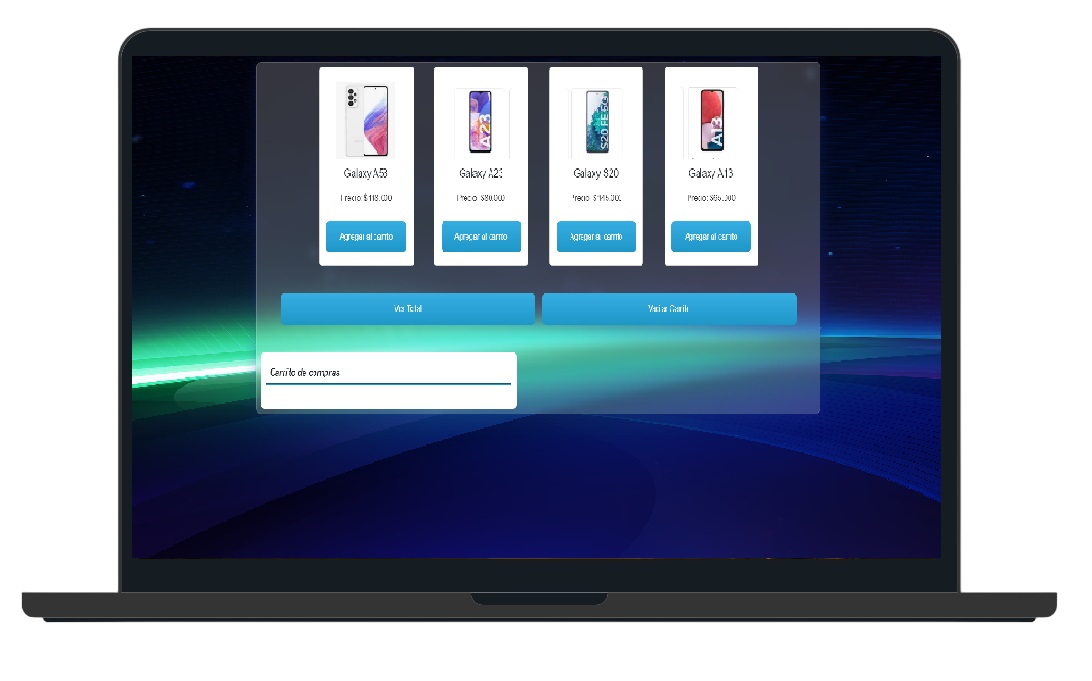 A23
S20 FE 5G
A13
Galaxy A53
Galaxy A23
Galaxy S20
Galaxy A13
Precio: $118.000
Precio: $80.000
Precio: $145.000
Precio: $65.000
Agregar al carrito
Agregar al carrito
Agregar al carrito
Agregar al carrito
Ver Total
Vaciar Carrito
Carrito de compras